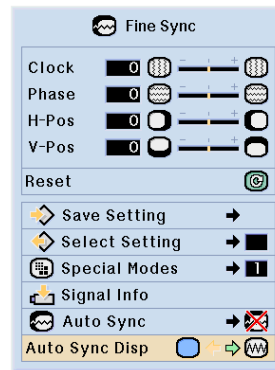 Fine Sync
Clock 0 - +
Phase 0 - +
H-Pos 0 - +
V-Pos 0 - +
Reset
Save Setting
Select Setting
Special Modes 1
Signal Info
Auto Sync
Auto Sync Disp